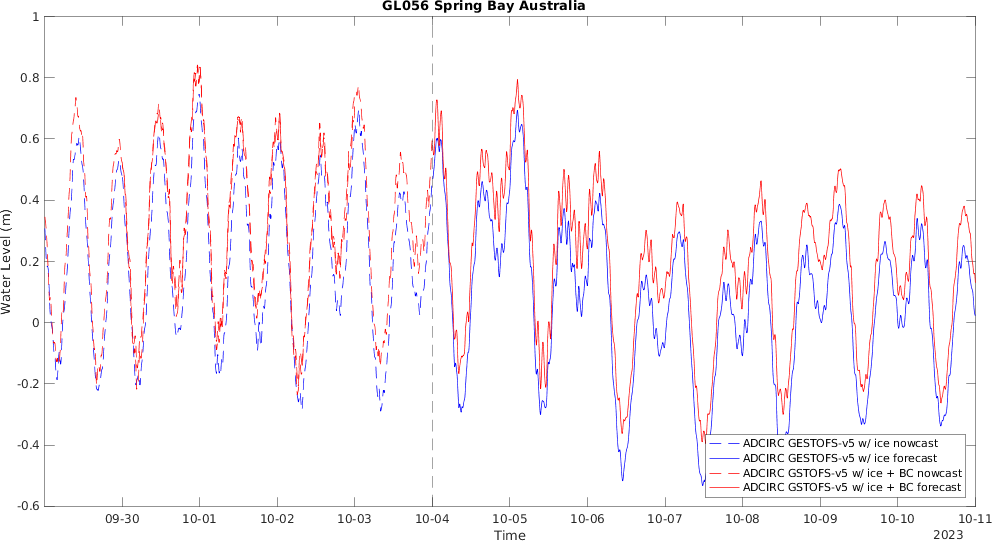 GL056 Spring Bay Australia
1
0.8
0.6
0.4
0.2
0
-0.2
-0.4
-0.6
Water Level (m)
ADCIRC GESTOFS-v5 w/ ice nowcast
ADCIRC GESTOFS-v5 w/ ice forecast
ADCIRC GSTOFS-v5 w/ice + BC nowcast
ADCIRC GSTOFS-v5 w/ice + BC forecast
09-30 10-01 10-02 10-03 10-04 10-05 10-06 10-07 10-08 10-09 10-10 10-11
Time
2023